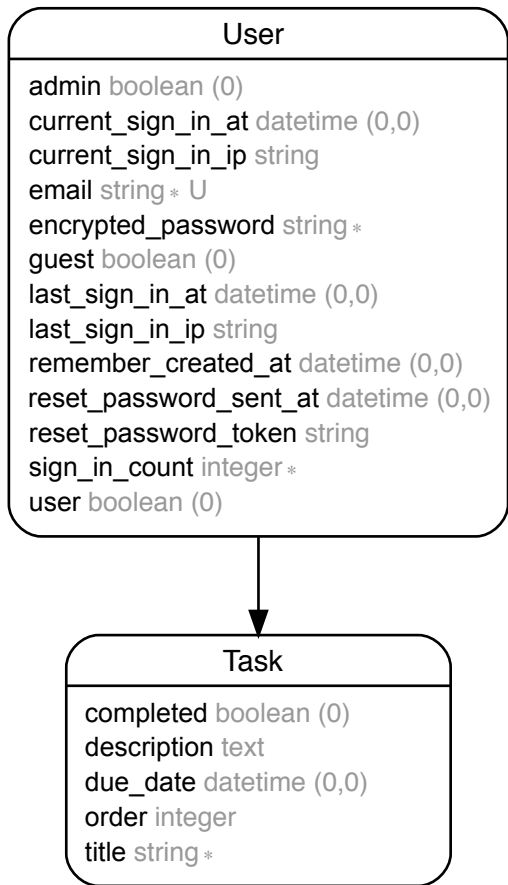 User
admin boolean (0)
current_sign_in_at datetime (0,0)
current_sign_in_ip string
email string * U
encrypted_password string *
guest boolean (0)
last_sign_in_at datetime (0,0)
last_sign_in_ip string
remember_created_at datetime (0,0)
reset_password_sent_at datetime (0,0)
reset_password_token string
sign_in_count integer *
user boolean (0)
Task
completed boolean (0)
description text
due_date datetime (0,0)
order integer
title string *